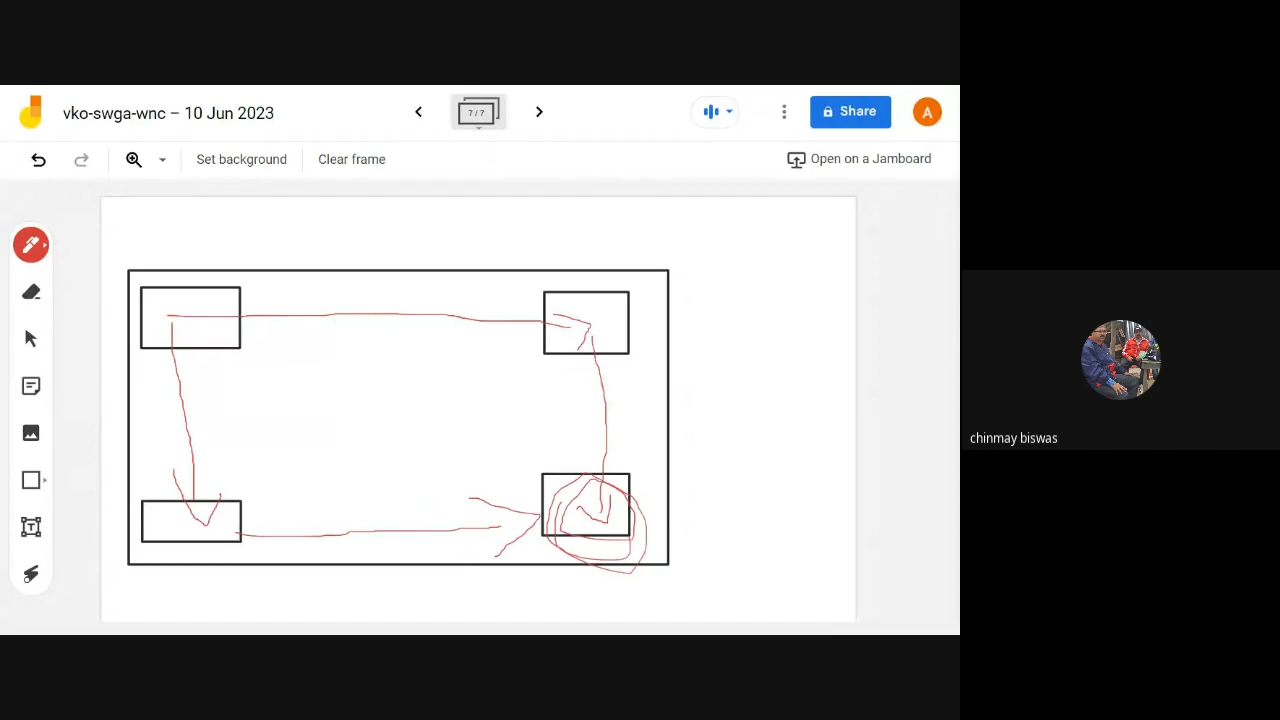 vko-swga-wnc – 10 Jun 2023
7 / 7
Share
A
Set background
Clear frame
Open on a Jamboard
T
chinmay biswas